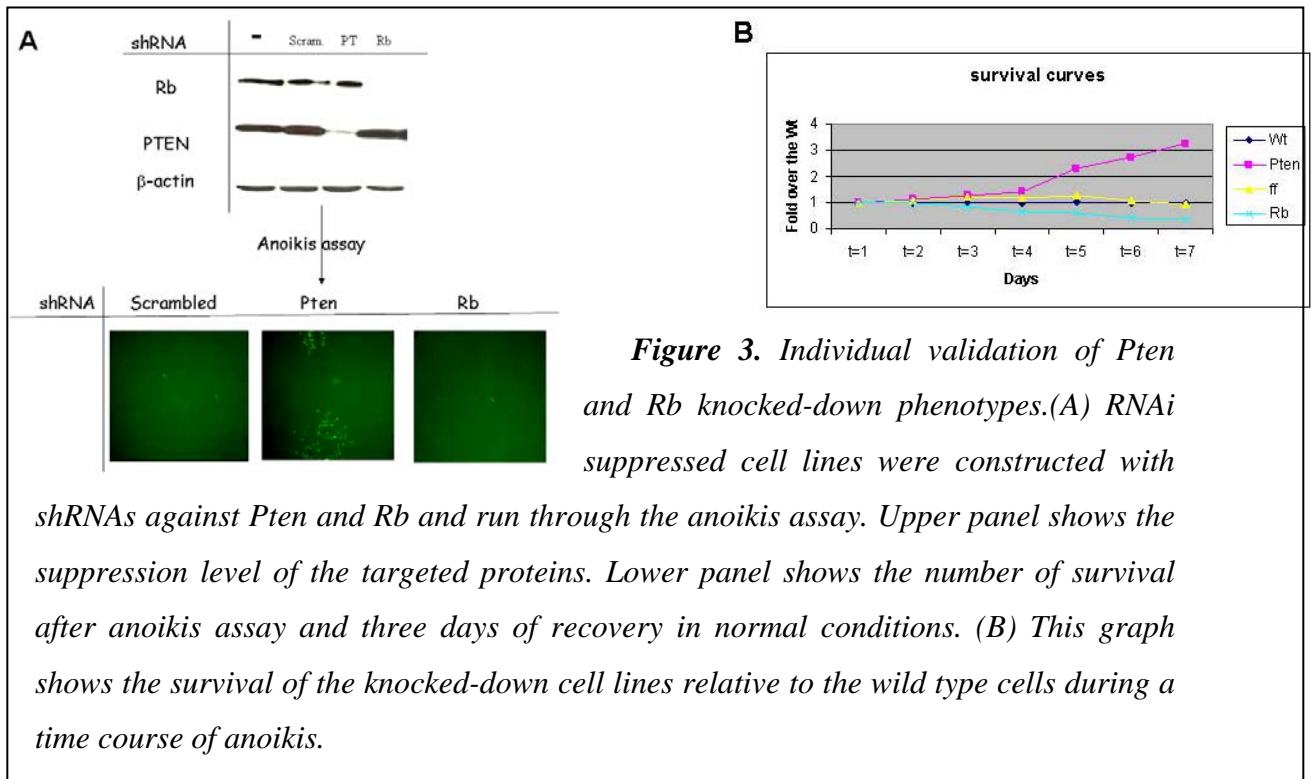 A
shRNA - Scram. PT Rb
Rb
PTEN
β-actin
Anoikis assay
shRNA Scrambled Pten Rb
B
survival curves
Fold over the Wt
4
3
2
1
0
t=1 t=2 t=3 t=4 t=5 t=6 t=7
Days
Wt
Pten
ff
Rb
Figure 3. Individual validation of Pten
and Rb knocked-down phenotypes.(A) RNAi
suppressed cell lines were constructed with
shRNAs against Pten and Rb and run through the anoikis assay. Upper panel shows the
suppression level of the targeted proteins. Lower panel shows the number of survival
after anoikis assay and three days of recovery in normal conditions. (B) This graph
shows the survival of the knocked-down cell lines relative to the wild type cells during a
time course of anoikis.